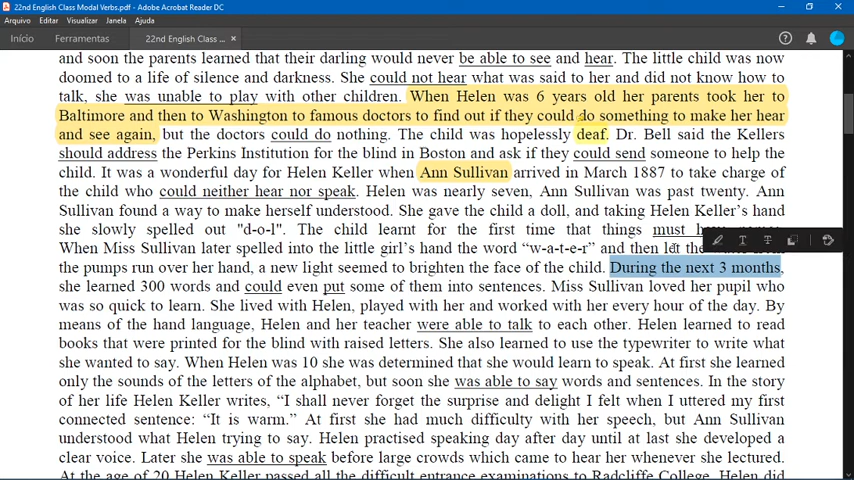 22nd English Class Modal Verbs.pdf - Adobe Acrobat Reader DC
Arquivo Editar Visualizar Janela Ajuda
Início Ferramentas 22nd English Class ... ×
and soon the parents learned that their darling would never be able to see and hear. The little child was now
doomed to a life of silence and darkness. She could not hear what was said to her and did not know how to
talk, she was unable to play with other children. When Helen was 6 years old her parents took her to
Baltimore and then to Washington to famous doctors to find out if they could do something to make her hear
and see again, but the doctors could do nothing. The child was hopelessly deaf. Dr. Bell said the Kellers
should address the Perkins Institution for the blind in Boston and ask if they could send someone to help the
child. It was a wonderful day for Helen Keller when Ann Sullivan arrived in March 1887 to take charge of
the child who could neither hear nor speak. Helen was nearly seven, Ann Sullivan was past twenty. Ann
Sullivan found a way to make herself understood. She gave the child a doll, and taking Helen Keller's hand
she slowly spelled out "d-o-l". The child learnt for the first time that things must
When Miss Sullivan later spelled into the little girl's hand the word “w-a-t-e-r” and then let the
the pumps run over her hand, a new light seemed to brighten the face of the child. During the next 3 months,
she learned 300 words and could even put some of them into sentences. Miss Sullivan loved her pupil who
was so quick to learn. She lived with Helen, played with her and worked with her every hour of the day. By
means of the hand language, Helen and her teacher were able to talk to each other. Helen learned to read
books that were printed for the blind with raised letters. She also learned to use the typewriter to write what
she wanted to say. When Helen was 10 she was determined that she would learn to speak. At first she learned
only the sounds of the letters of the alphabet, but soon she was able to say words and sentences. In the story
of her life Helen Keller writes, “I shall never forget the surprise and delight I felt when I uttered my first
connected sentence: “It is warm.” At first she had much difficulty with her speech, but Ann Sullivan
understood what Helen trying to say. Helen practised speaking day after day until at last she developed a
clear voice. Later she was able to speak before large crowds which came to hear her whenever she lectured.
At the age of 20 Helen Keller passed all the difficult entrance examinations to Radcliffe College. Helen did